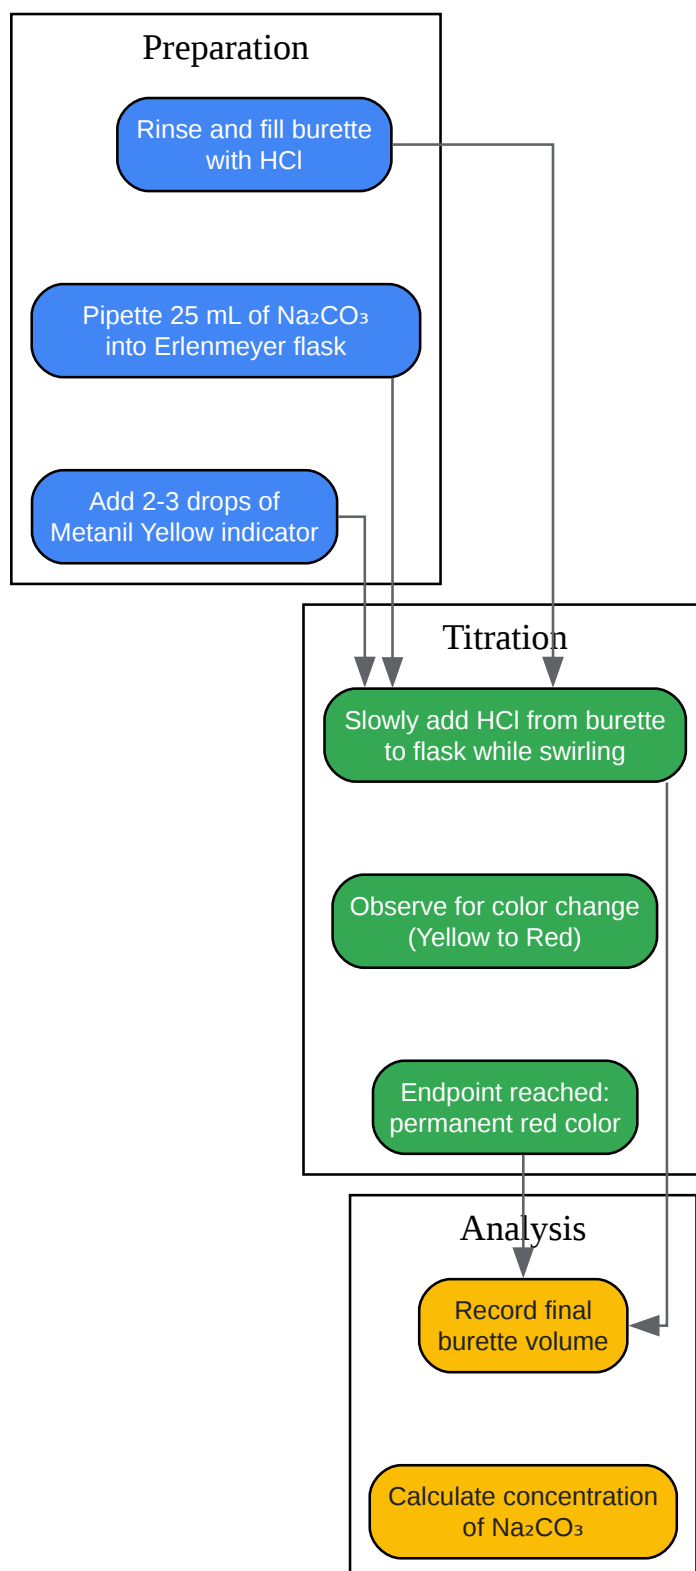 Preparation
Rinse and fill burette
with HCl
Pipette 25 mL of Na₂CO₃
into Erlenmeyer flask
Add 2-3 drops of
Metanil Yellow indicator
Titration
Slowly add HCl from burette
to flask while swirling
Observe for color change
(Yellow to Red)
Endpoint reached:
permanent red color
Analysis
Record final
burette volume
Calculate concentration
of Na₂CO₃